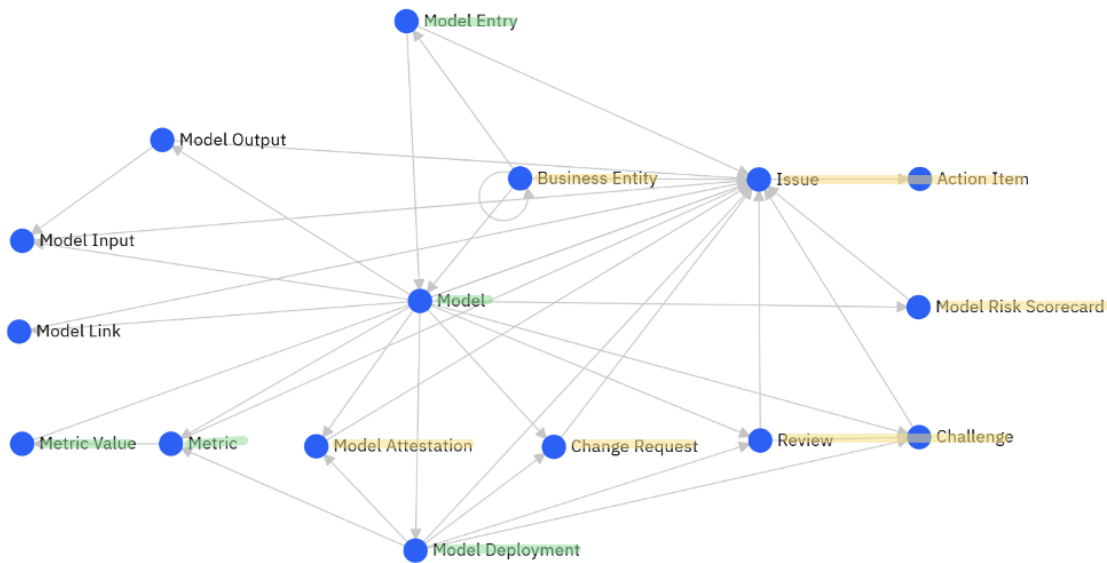 Model Entry
Model Output
Business Entity
Issue
Action Item
Model Input
Model
Model Risk Scorecard
Model Link
Metric Value
Metric
Model Attestation
Change Request
Review
Challenge
Model Deployment